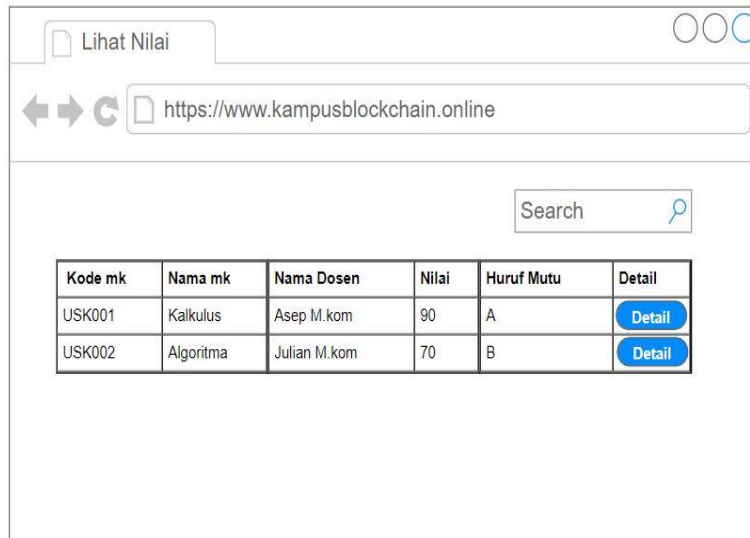 Lihat Nilai
https://www.kampusblockchain.online
Search
Kode mk Nama mk Nama Dosen Nilai Huruf Mutu Detail
USK001 Kalkulus Asep M.kom 90 A Detail
USK002 Algoritma Julian M.kom 70 B Detail